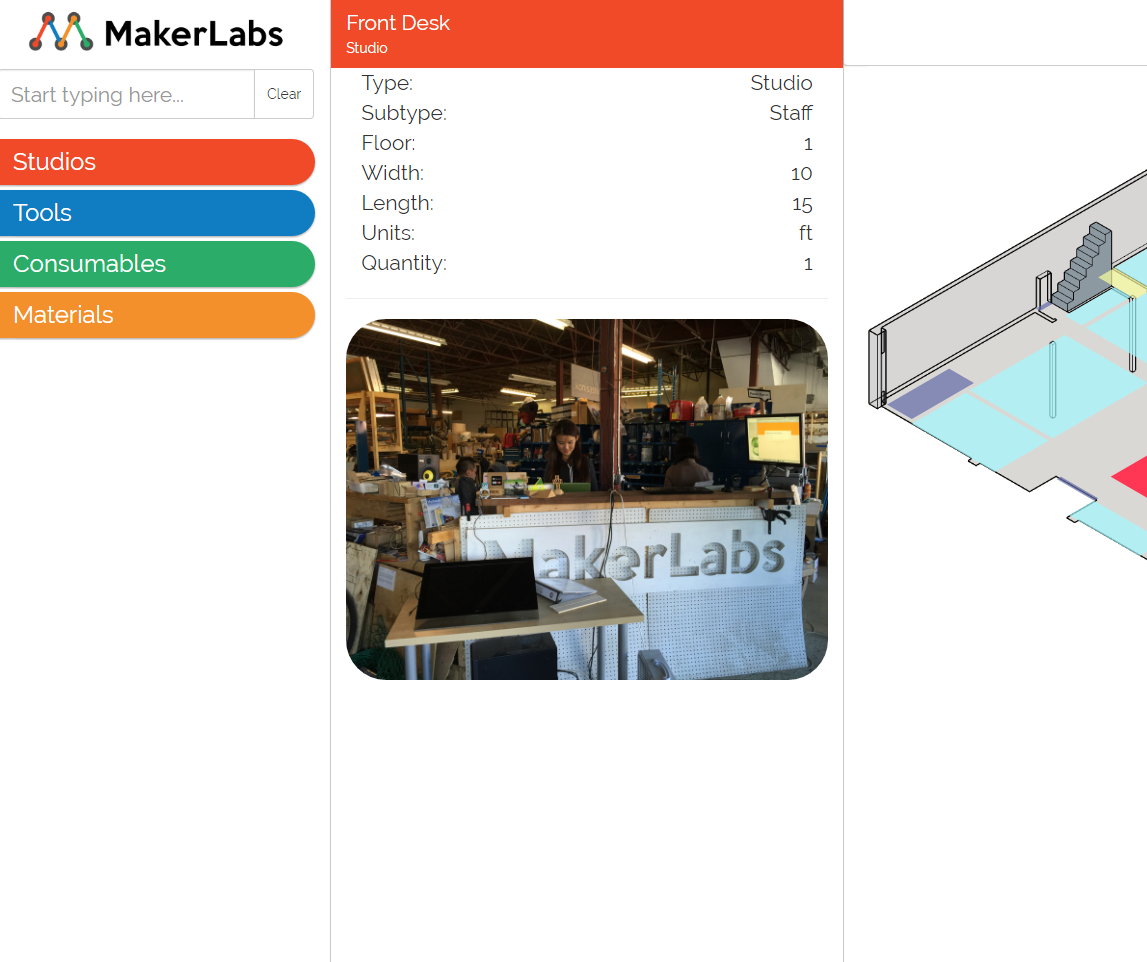 MakerLabs
Start typing here...
Clear
Studios
Tools
Consumables
Materials
Front Desk
Studio
Type: Studio
Subtype: Staff
Floor: 1
Width: 10
Length: 15
Units: ft
Quantity: 1
MakerLabs